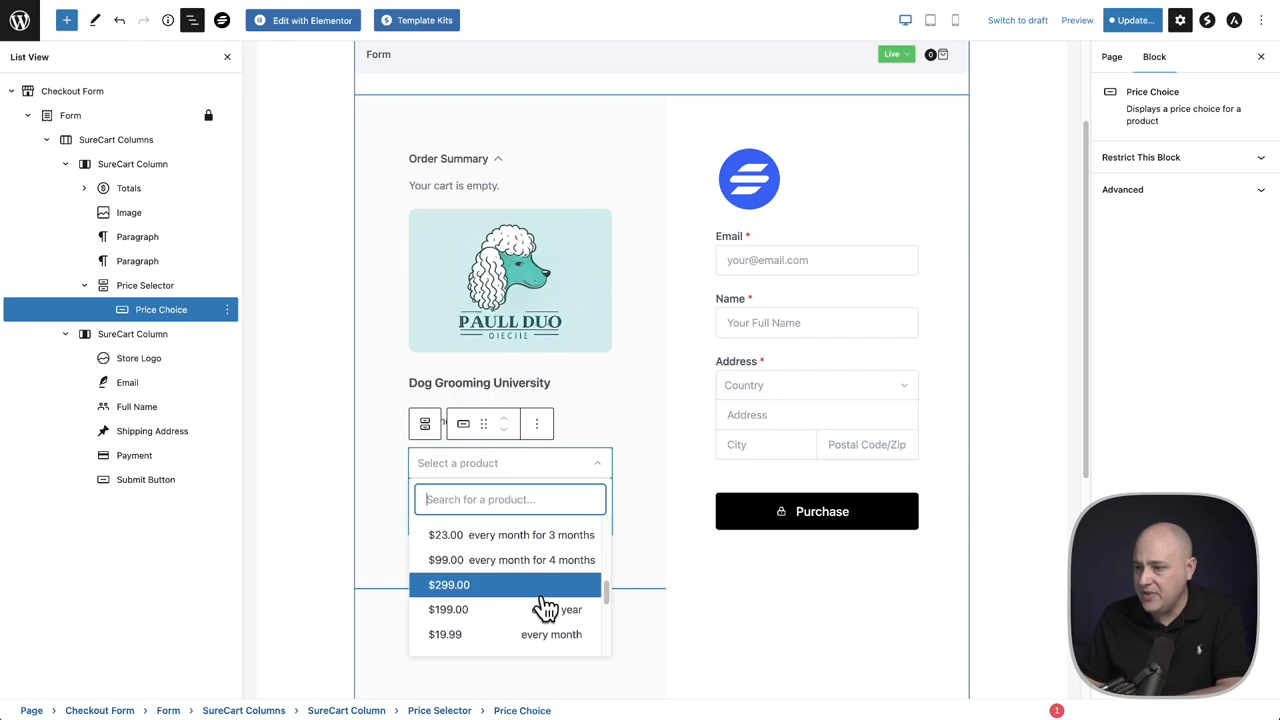 Edit with Elementor
Template Kits
Switch to draft
Preview
Update...
List View
Checkout Form
Form
SureCart Columns
SureCart Column
Totals
Image
Paragraph
Paragraph
Price Selector
Price Choice
SureCart Column
Store Logo
Email
Full Name
Shipping Address
Payment
Submit Button
Form
Live
0
Order Summary
Your cart is empty.
PAULL DUO
OIECIIE
Dog Grooming University
Select a product
Search for a product...
$23.00 every month for 3 months
$99.00 every month for 4 months
$299.00
$199.00 year
$19.99 every month
Email *
your@email.com
Name *
Your Full Name
Address *
Country
Address
City
Postal Code/Zip
Purchase
Page
Block
Price Choice
Displays a price choice for a
product
Restrict This Block
Advanced
Page > Checkout Form > Form > SureCart Columns > SureCart Column > Price Selector > Price Choice
1